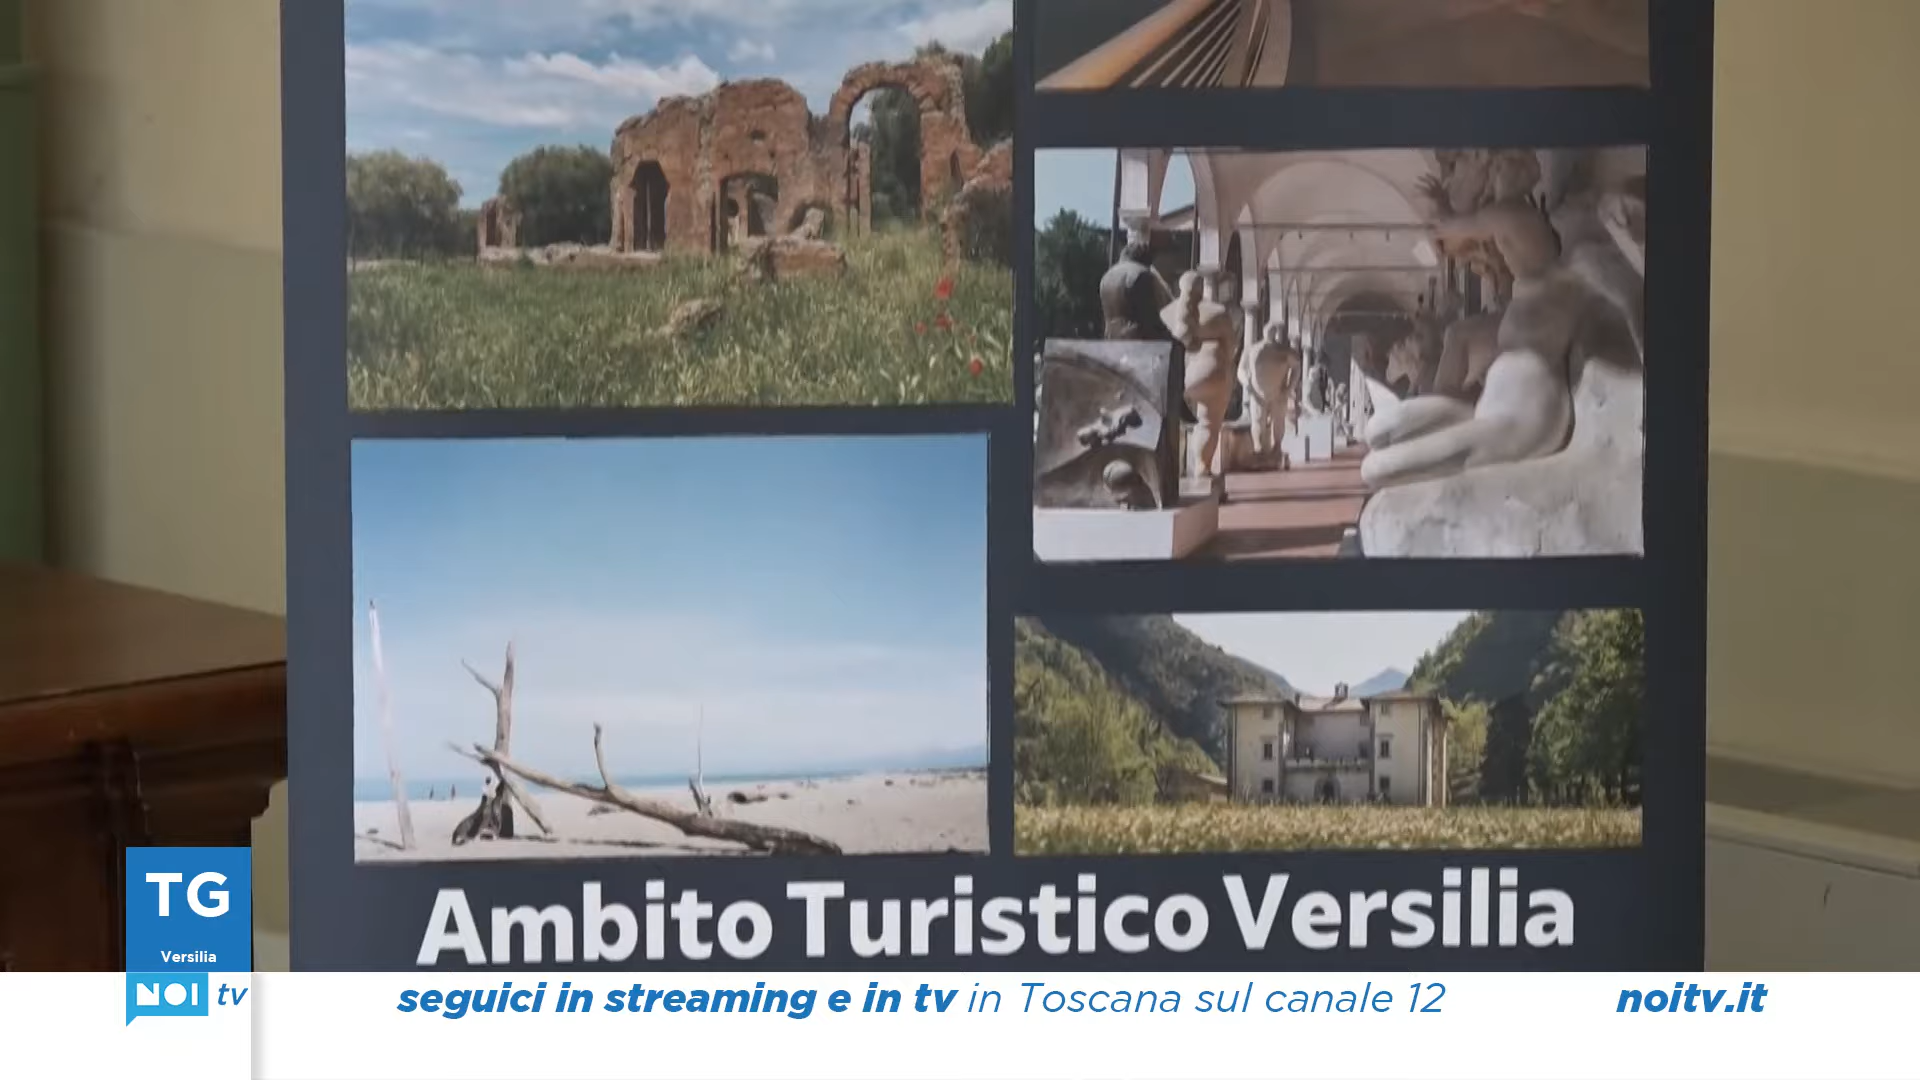 Ambito Turistico Versilia
TG
Versilia
NOI tv
seguici in streaming e in tv in Toscana sul canale 12
noitv.it